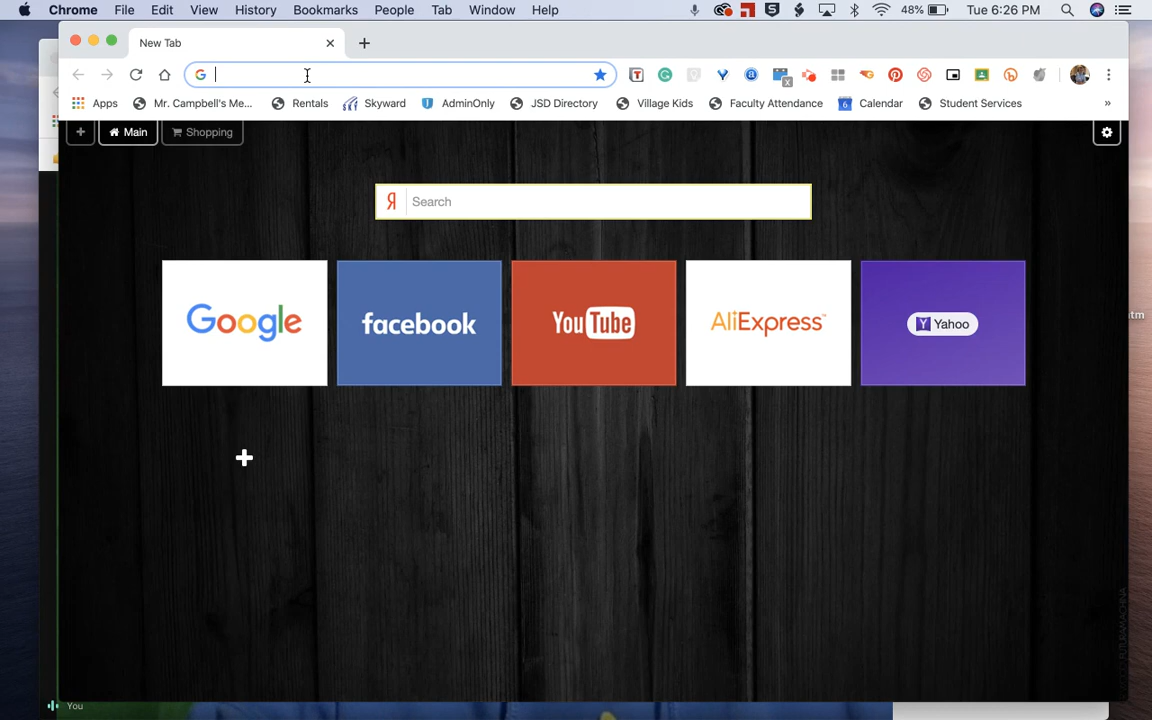 Chrome File Edit View History Bookmarks People Tab Window Help 48% Tue 6:26 PM
New Tab
Apps Mr. Campbell's Me... Rentals Skyward AdminOnly JSD Directory Village Kids Faculty Attendance 6 Calendar Student Services »
Main Shopping
Я Search
Google facebook YouTube AliExpress™ Y Yahoo
You